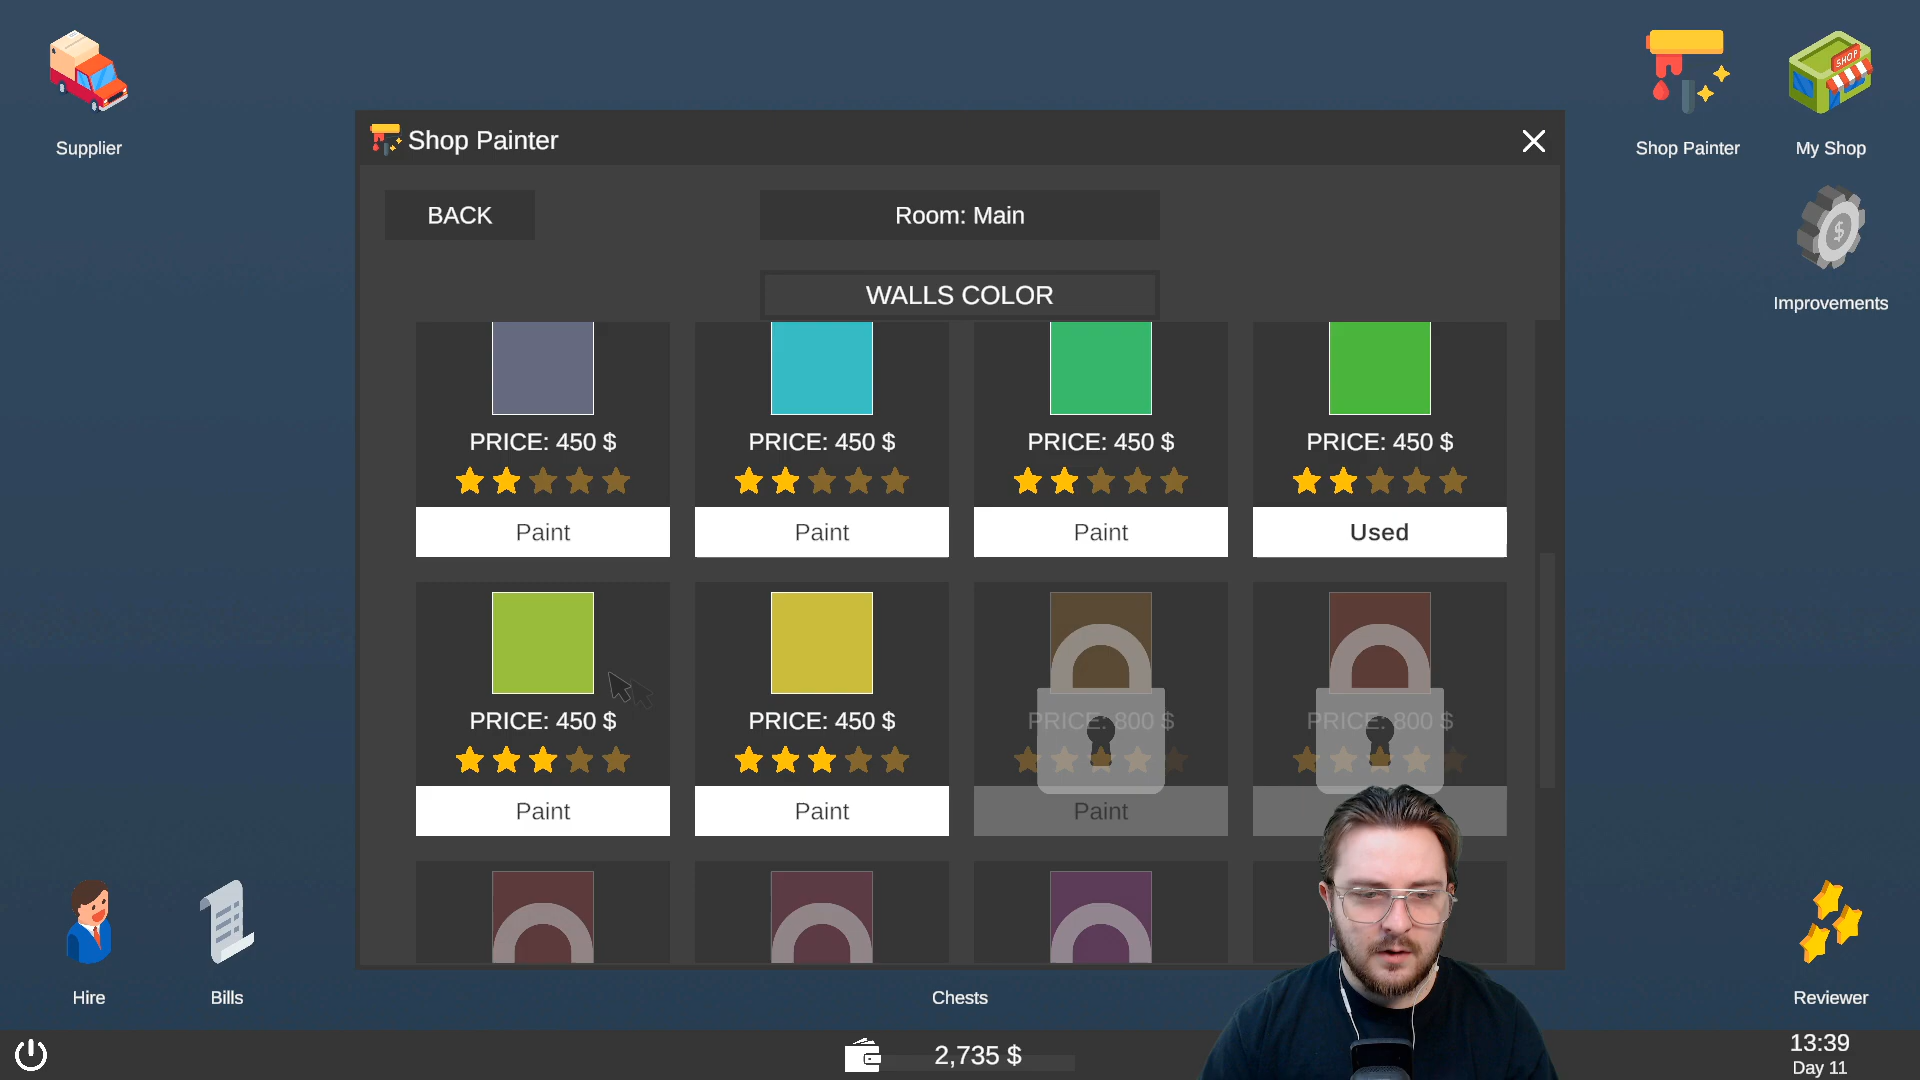 SHOP
Supplier
Shop Painter
My Shop
Shop Painter
BACK
Room: Main
$
Improvements
WALLS COLOR
PRICE: 450 $
PRICE: 450 $
PRICE: 450 $
PRICE: 450 $
Paint
Paint
Paint
Used
PRICE: 450 $
PRICE: 450 $
PRICE: 800 $
PRICE: 800 $
Paint
Paint
Paint
Hire
Bills
Chests
Reviewer
2,735 $
13:39
Day 11